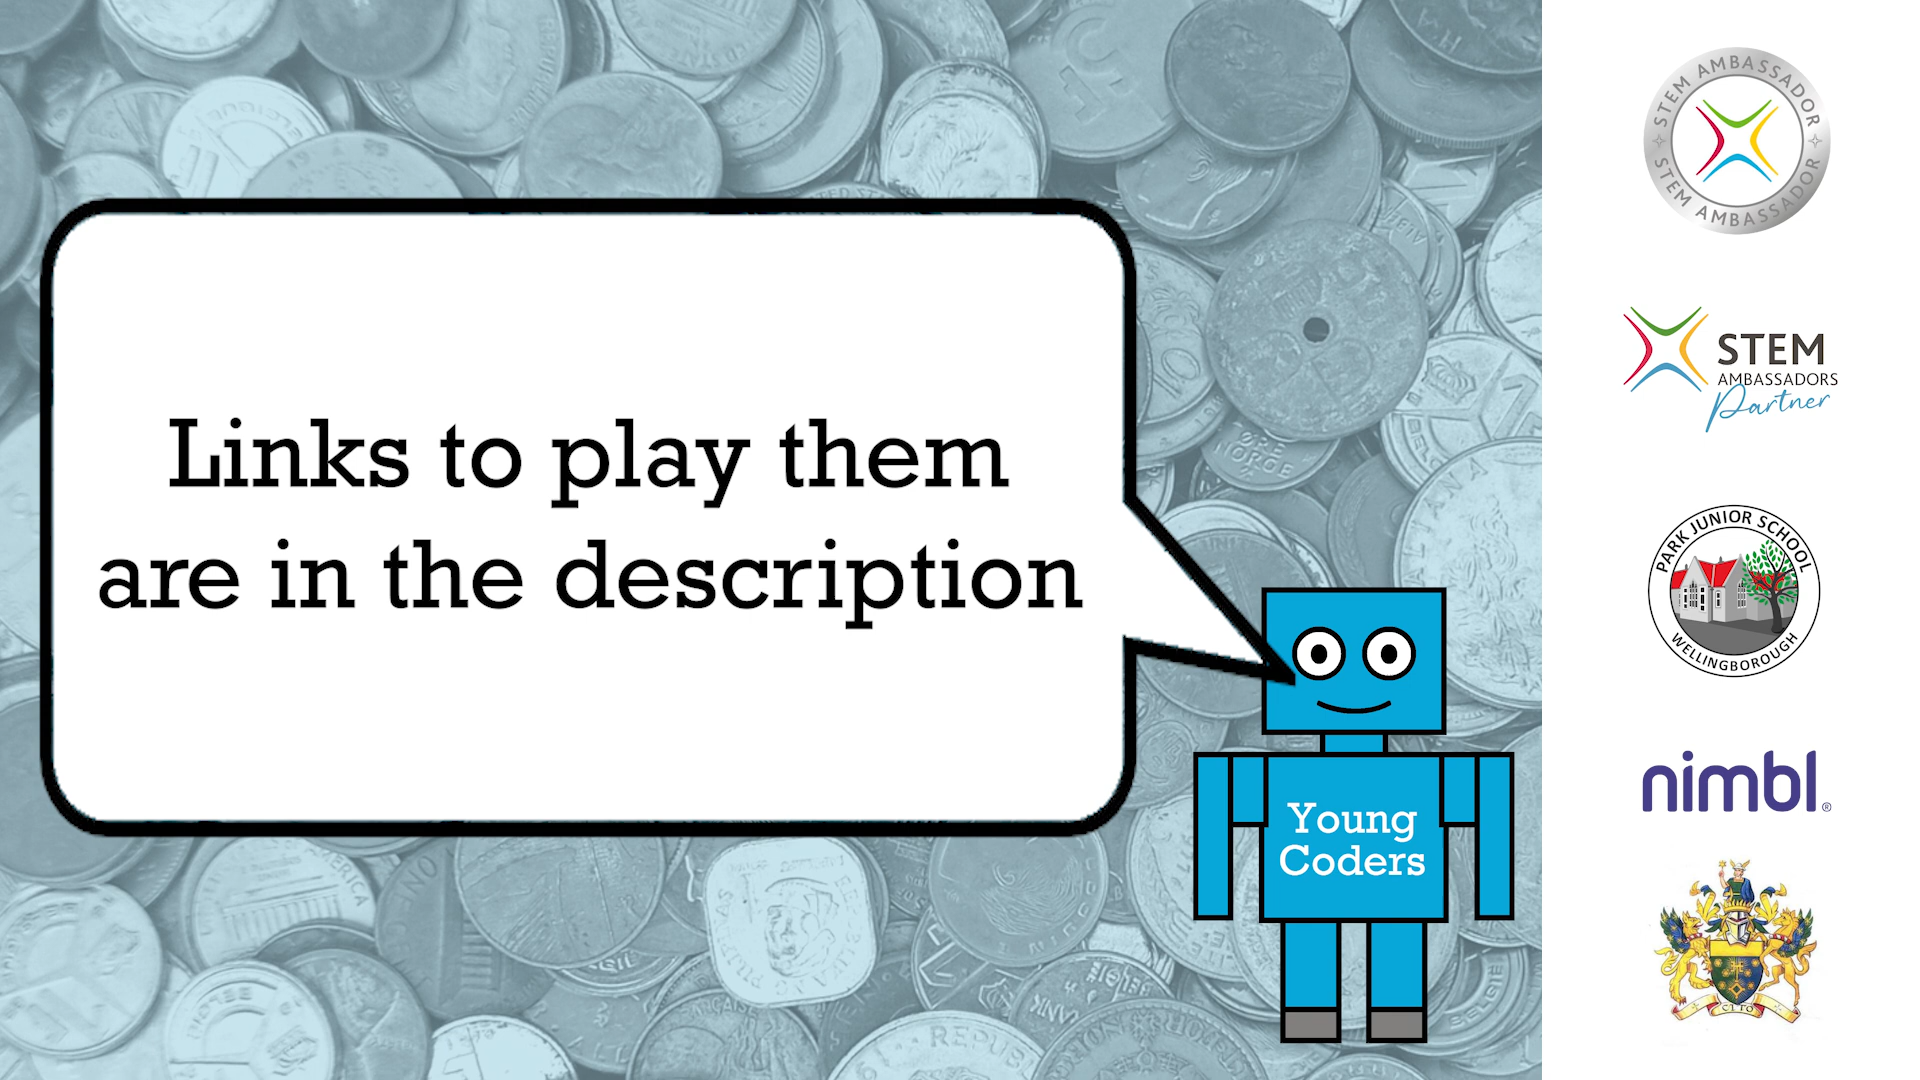 Links to play them
are in the description
Young
Coders
STEM AMBASSADOR
STEM AMBASSADOR
STEM
AMBASSADORS
Partner
PARK JUNIOR SCHOOL
WELLINGBOROUGH
nimbl®